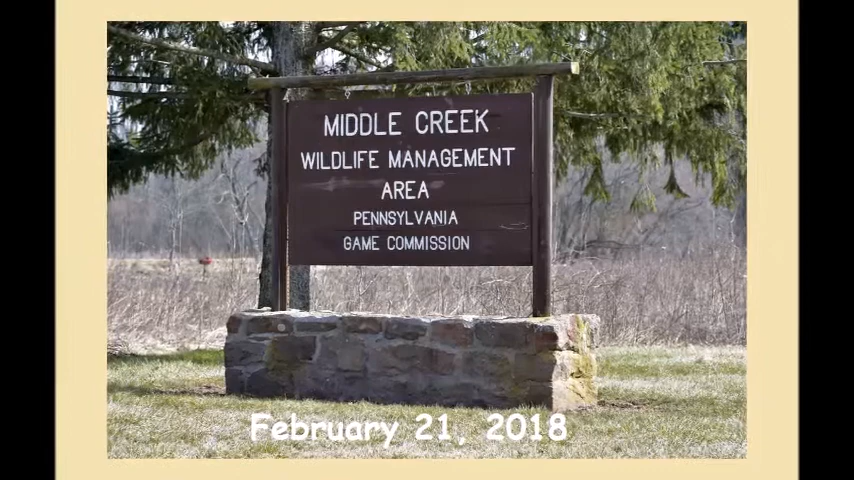 MIDDLE CREEK
WILDLIFE MANAGEMENT
AREA
PENNSYLVANIA
GAME COMMISSION
February 21, 2018